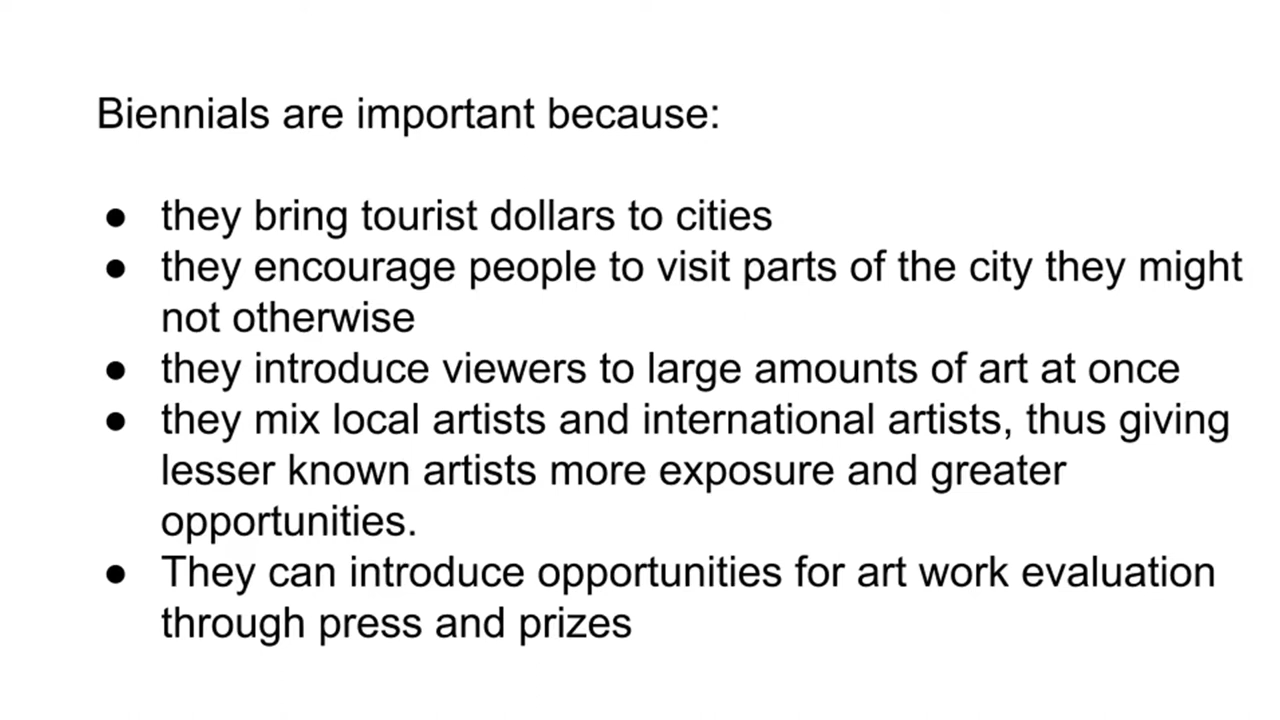 Biennials are important because:
● they bring tourist dollars to cities
● they encourage people to visit parts of the city they might
not otherwise
● they introduce viewers to large amounts of art at once
● they mix local artists and international artists, thus giving
lesser known artists more exposure and greater
opportunities.
● They can introduce opportunities for art work evaluation
through press and prizes